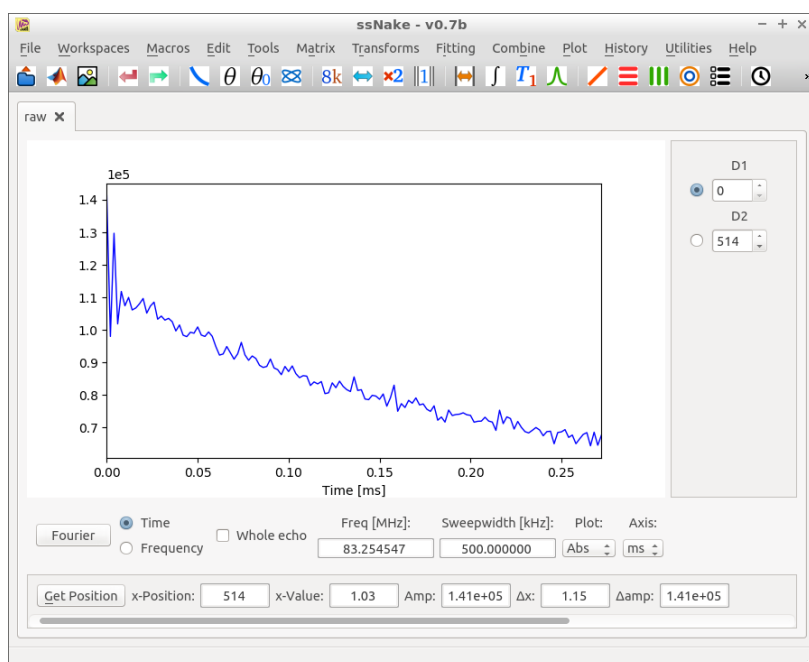 ssNake - v0.7b
File Workspaces Macros Edit Tools Matrix Transforms Fitting Combine Plot History Utilities Help
θ θ0 8k ×2 ||1|| ∫ T1
raw
1e5
1.4
1.3
1.2
1.1
1.0
0.9
0.8
0.7
0.00 0.05 0.10 0.15 0.20 0.25
Time [ms]
D1
0
D2
514
Fourier
Time
Frequency
Whole echo
Freq [MHz]: Sweepwidth [kHz]: Plot: Axis:
83.254547 500.000000 Abs ms
Get Position x-Position: 514 x-Value: 1.03 Amp: 1.41e+05 Δx: 1.15 Δamp: 1.41e+05